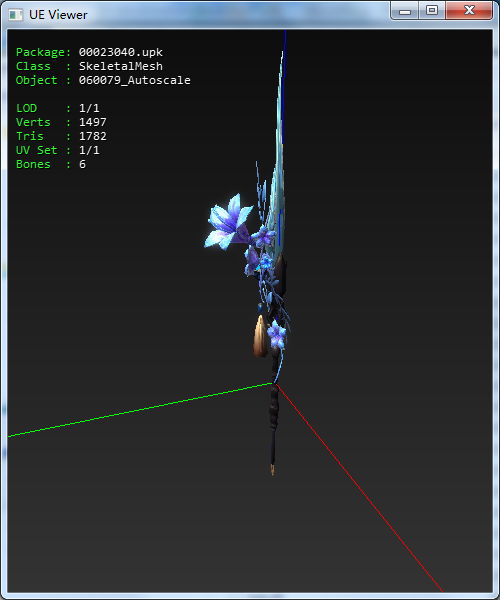 UE Viewer
Package: 00023040.upk
Class : SkeletalMesh
Object : 060079_Autoscale
LOD : 1/1
Verts : 1497
Tris : 1782
UV Set : 1/1
Bones : 6